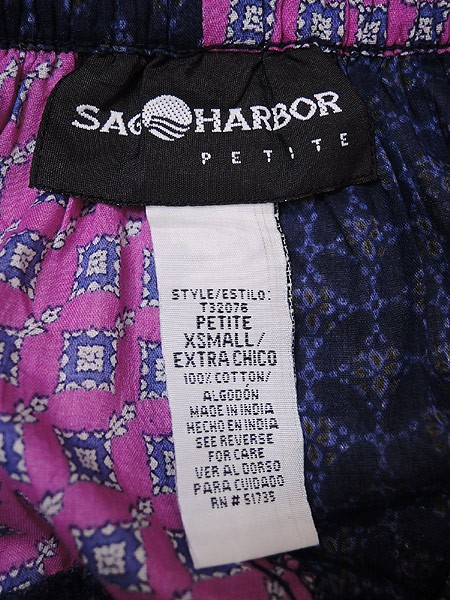 SAG HARBOR
PETITE
STYLE/ESTILO:
T32076
PETITE
XSMALL/
EXTRA CHICO
100% COTTON/
ALGODÓN
MADE IN INDIA
HECHO EN INDIA
SEE REVERSE
FOR CARE
VER AL DORSO
PARA CUIDADO
RN # 51735